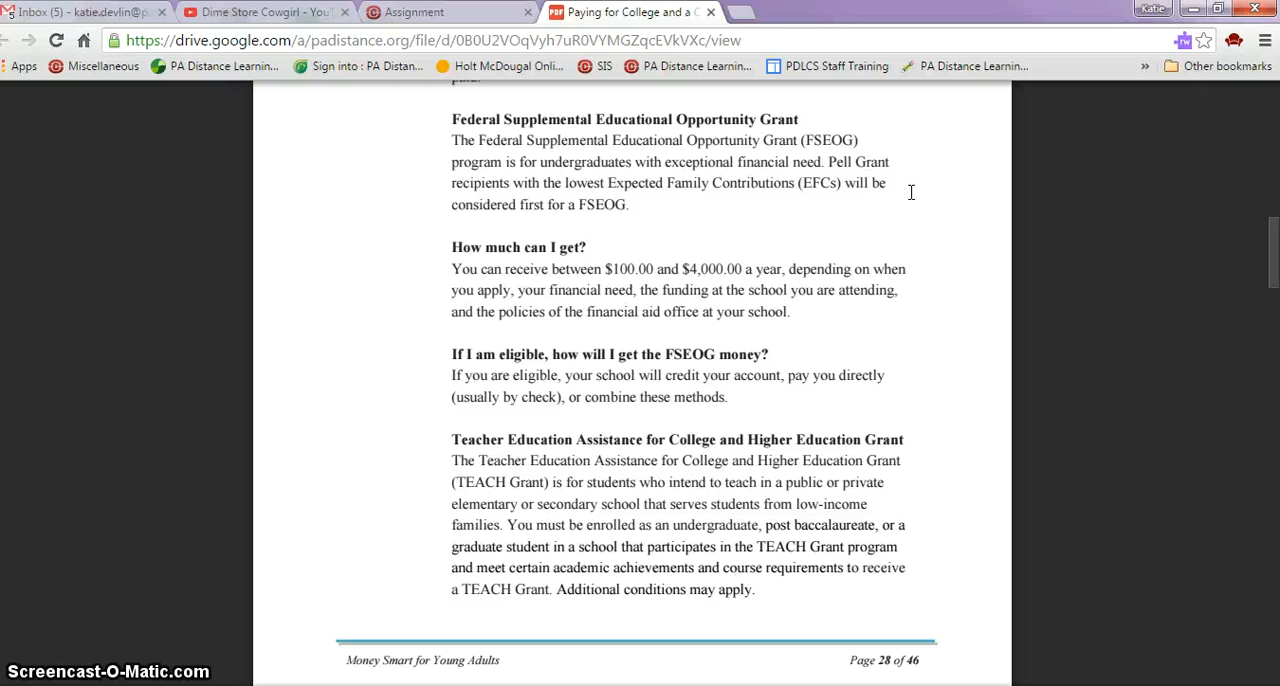 Inbox (5) - katie.devlin@p
Dime Store Cowgirl - You
Assignment
PDF Paying for College and a C
Katie
https://drive.google.com/a/padistance.org/file/d/0B0U2VOqVyh7uR0VYMGZqcEVkVXc/view
rw
Apps
Miscellaneous
PA Distance Learnin...
Sign into : PA Distan...
Holt McDougal Onli...
SIS
PA Distance Learnin...
PDLCS Staff Training
PA Distance Learnin...
»
Other bookmarks
Federal Supplemental Educational Opportunity Grant
The Federal Supplemental Educational Opportunity Grant (FSEOG)
program is for undergraduates with exceptional financial need. Pell Grant
recipients with the lowest Expected Family Contributions (EFCs) will be
considered first for a FSEOG.
How much can I get?
You can receive between $100.00 and $4,000.00 a year, depending on when
you apply, your financial need, the funding at the school you are attending,
and the policies of the financial aid office at your school.
If I am eligible, how will I get the FSEOG money?
If you are eligible, your school will credit your account, pay you directly
(usually by check), or combine these methods.
Teacher Education Assistance for College and Higher Education Grant
The Teacher Education Assistance for College and Higher Education Grant
(TEACH Grant) is for students who intend to teach in a public or private
elementary or secondary school that serves students from low-income
families. You must be enrolled as an undergraduate, post baccalaureate, or a
graduate student in a school that participates in the TEACH Grant program
and meet certain academic achievements and course requirements to receive
a TEACH Grant. Additional conditions may apply.
Money Smart for Young Adults
Page 28 of 46
Screencast-O-Matic.com